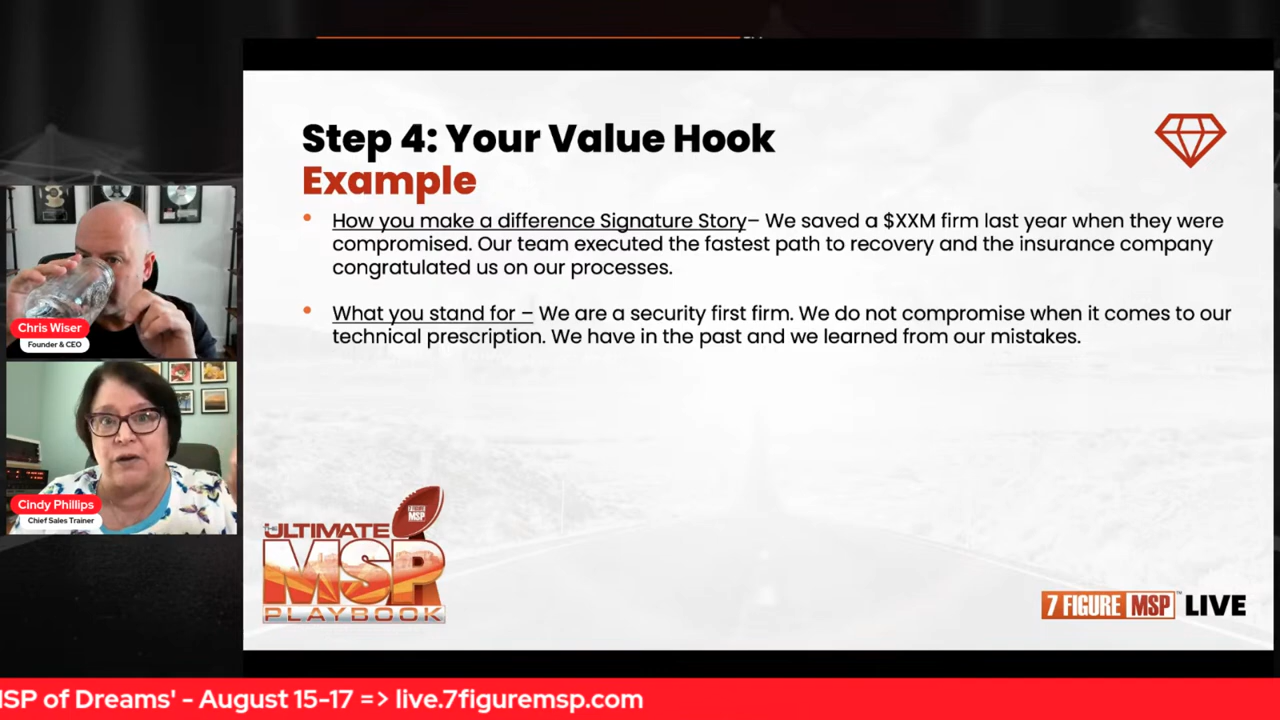 Step 4: Your Value Hook
Example
• How you make a difference Signature Story– We saved a $XXM firm last year when they were
compromised. Our team executed the fastest path to recovery and the insurance company
congratulated us on our processes.
• What you stand for – We are a security first firm. We do not compromise when it comes to our
technical prescription. We have in the past and we learned from our mistakes.
Chris Wiser
Founder & CEO
Cindy Phillips
Chief Sales Trainer
7 FIGURE
MSP
THE
ULTIMATE
MSP
PLAYBOOK
7 FIGURE MSP™ LIVE
MSP of Dreams' - August 15-17 => live.7figuremsp.com